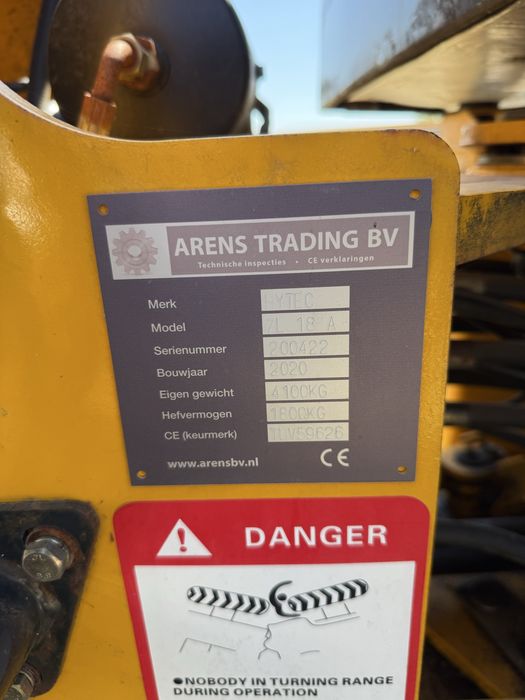 ARENS TRADING BV
Technische inspecties • CE verklaringen
Merk HYTEC
Model ZL 18 A
Serienummer 200422
Bouwjaar 2020
Eigen gewicht 4100KG
Hefvermogen 1800KG
CE (keurmerk) TUV59626
www.arensbv.nl CE
DANGER
●NOBODY IN TURNING RANGE
DURING OPERATION